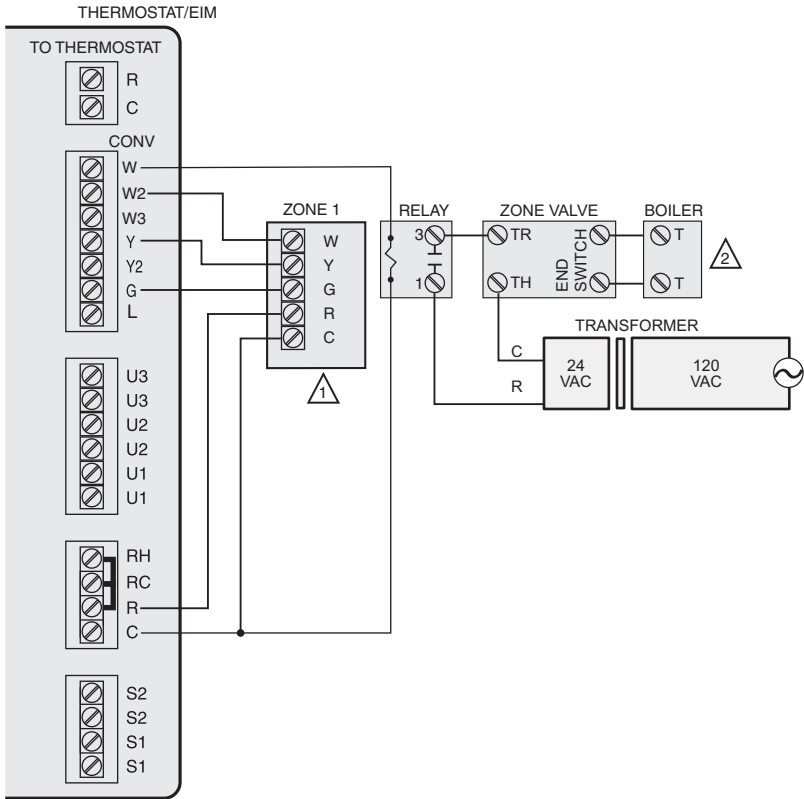 THERMOSTAT/EIM
TO THERMOSTAT
R
C
CONV
W
W2
W3
Y
Y2
G
L
U3
U3
U2
U2
U1
U1
RH
RC
R
C
S2
S2
S1
S1
ZONE 1
W
Y
G
R
C
1
RELAY
3
1
ZONE VALVE
TR
TH
END
SWITCH
BOILER
T
T
2
TRANSFORMER
C
R
24
VAC
120
VAC